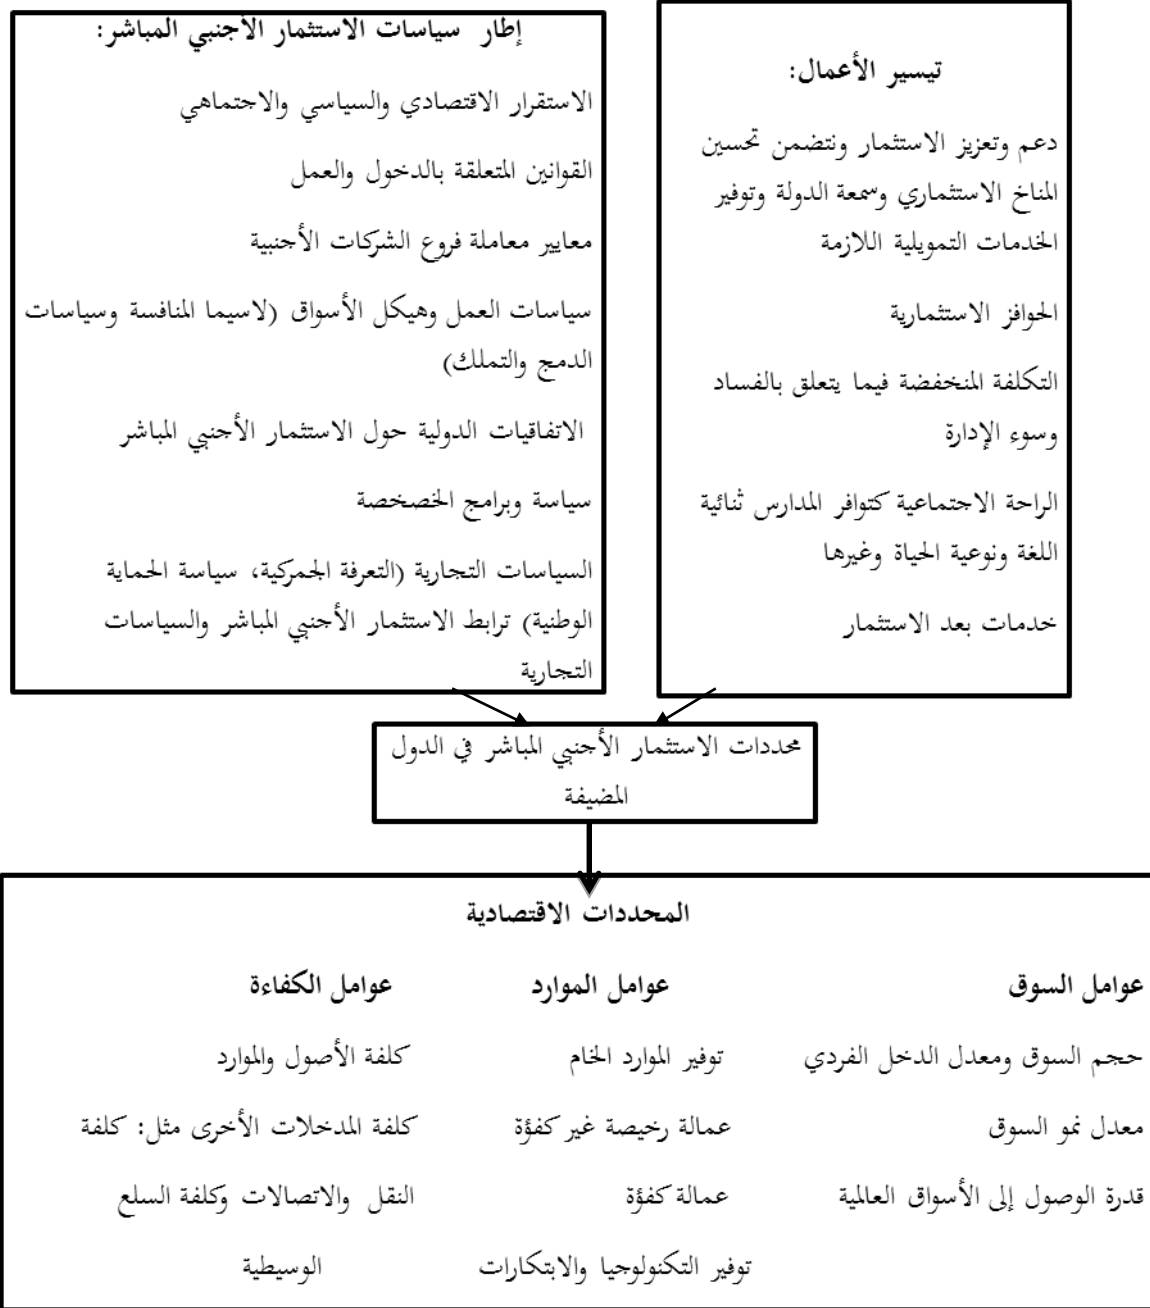 إطار سياسات الاستثمار الأجنبي المباشر:
الاستقرار الاقتصادي والسياسي والاجتماهي
القوانين المتعلقة بالدخول والعمل
معايير معاملة فروع الشركات الأجنبية
سياسات العمل وهيكل الأسواق (لاسيما المنافسة وسياسات
الدمج والتملك)
الاتفاقيات الدولية حول الاستثمار الأجنبي المباشر
سياسة وبرامج الخصخصة
السياسات التجارية (التعرفة الجمركية، سياسة الحماية
الوطنية) ترابط الاستثمار الأجنبي المباشر والسياسات
التجارية
تيسير الأعمال:
دعم وتعزيز الاستثمار ونتضمن تحسين
المناخ الاستثماري وسمعة الدولة وتوفير
الخدمات التمويلية اللازمة
الحوافز الاستثمارية
التكلفة المنخفضة فيما يتعلق بالفساد
وسوء الإدارة
الراحة الاجتماعية كتوافر المدارس ثنائية
اللغة ونوعية الحياة وغيرها
خدمات بعد الاستثمار
محددات الاستثمار الأجنبي المباشر في الدول
المضيفة
المحددات الاقتصادية
عوامل السوق
حجم السوق ومعدل الدخل الفردي
معدل نمو السوق
قدرة الوصول إلى الأسواق العالمية
عوامل الموارد
توفير الموارد الخام
عمالة رخيصة غير كفؤة
عمالة كفؤة
توفير التكنولوجيا والابتكارات
عوامل الكفاءة
كلفة الأصول والموارد
كلفة المدخلات الأخرى مثل: كلفة
النقل والاتصالات وكلفة السلع
الوسيطية